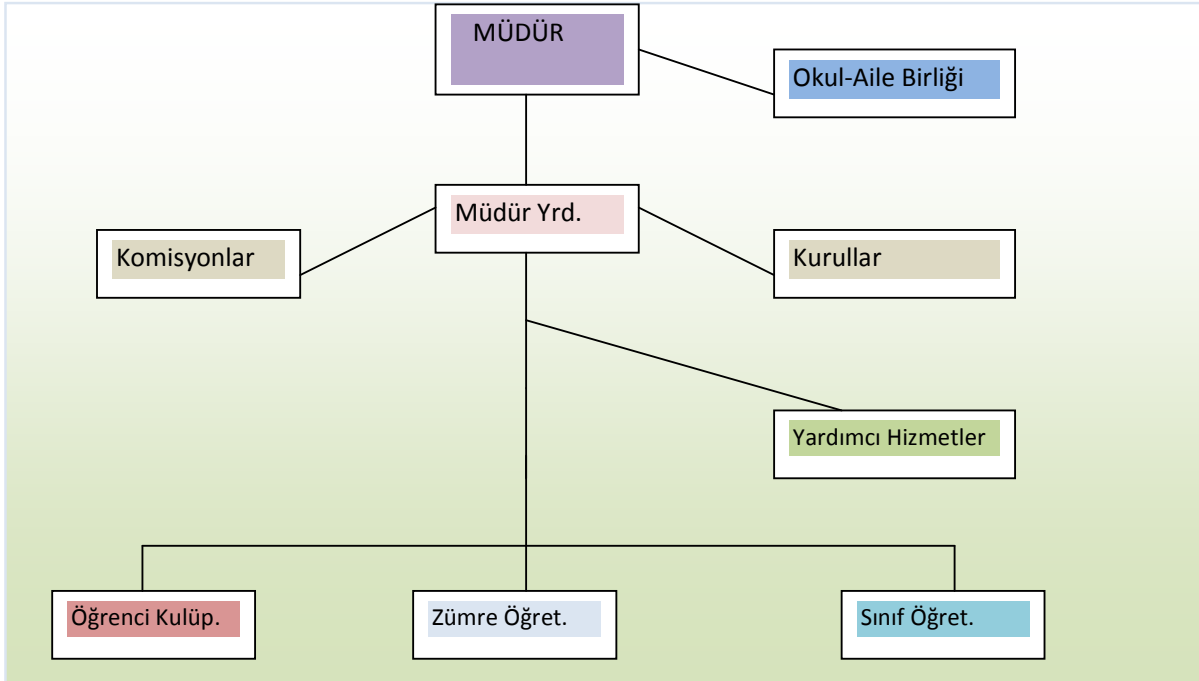 MÜDÜR
Okul-Aile Birliği
Müdür Yrd.
Komisyonlar
Kurullar
Yardımcı Hizmetler
Öğrenci Kulüp.
Zümre Öğret.
Sınıf Öğret.